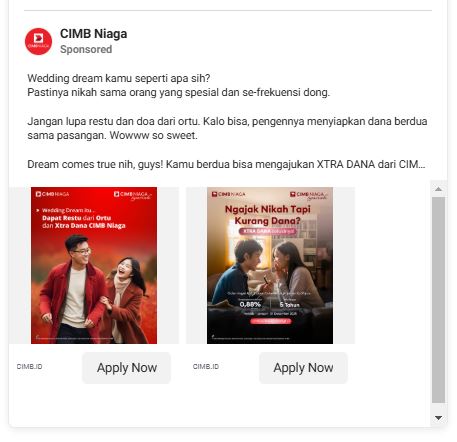 CIMB Niaga
Sponsored
Wedding dream kamu seperti apa sih?
Pastinya nikah sama orang yang spesial dan se-frekuensi dong.
Jangan lupa restu dan doa dari ortu. Kalo bisa, pengennya menyiapkan dana berdua
sama pasangan. Wowww so sweet.
Dream comes true nih, guys! Kamu berdua bisa mengajukan XTRA DANA dari CIM...
CIMB NIAGA
CIMB NIAGA
Syariah
Wedding Dream itu...
Dapat Restu dari Ortu
dan Xtra Dana CIMB Niaga
CIMB NIAGA
CIMB NIAGA
Syariah
Ngajak Nikah Tapi
Kurang Dana?
XTRA DANA
0,88%
5 Tahun
CIMB.ID
Apply Now
CIMB.ID
Apply Now